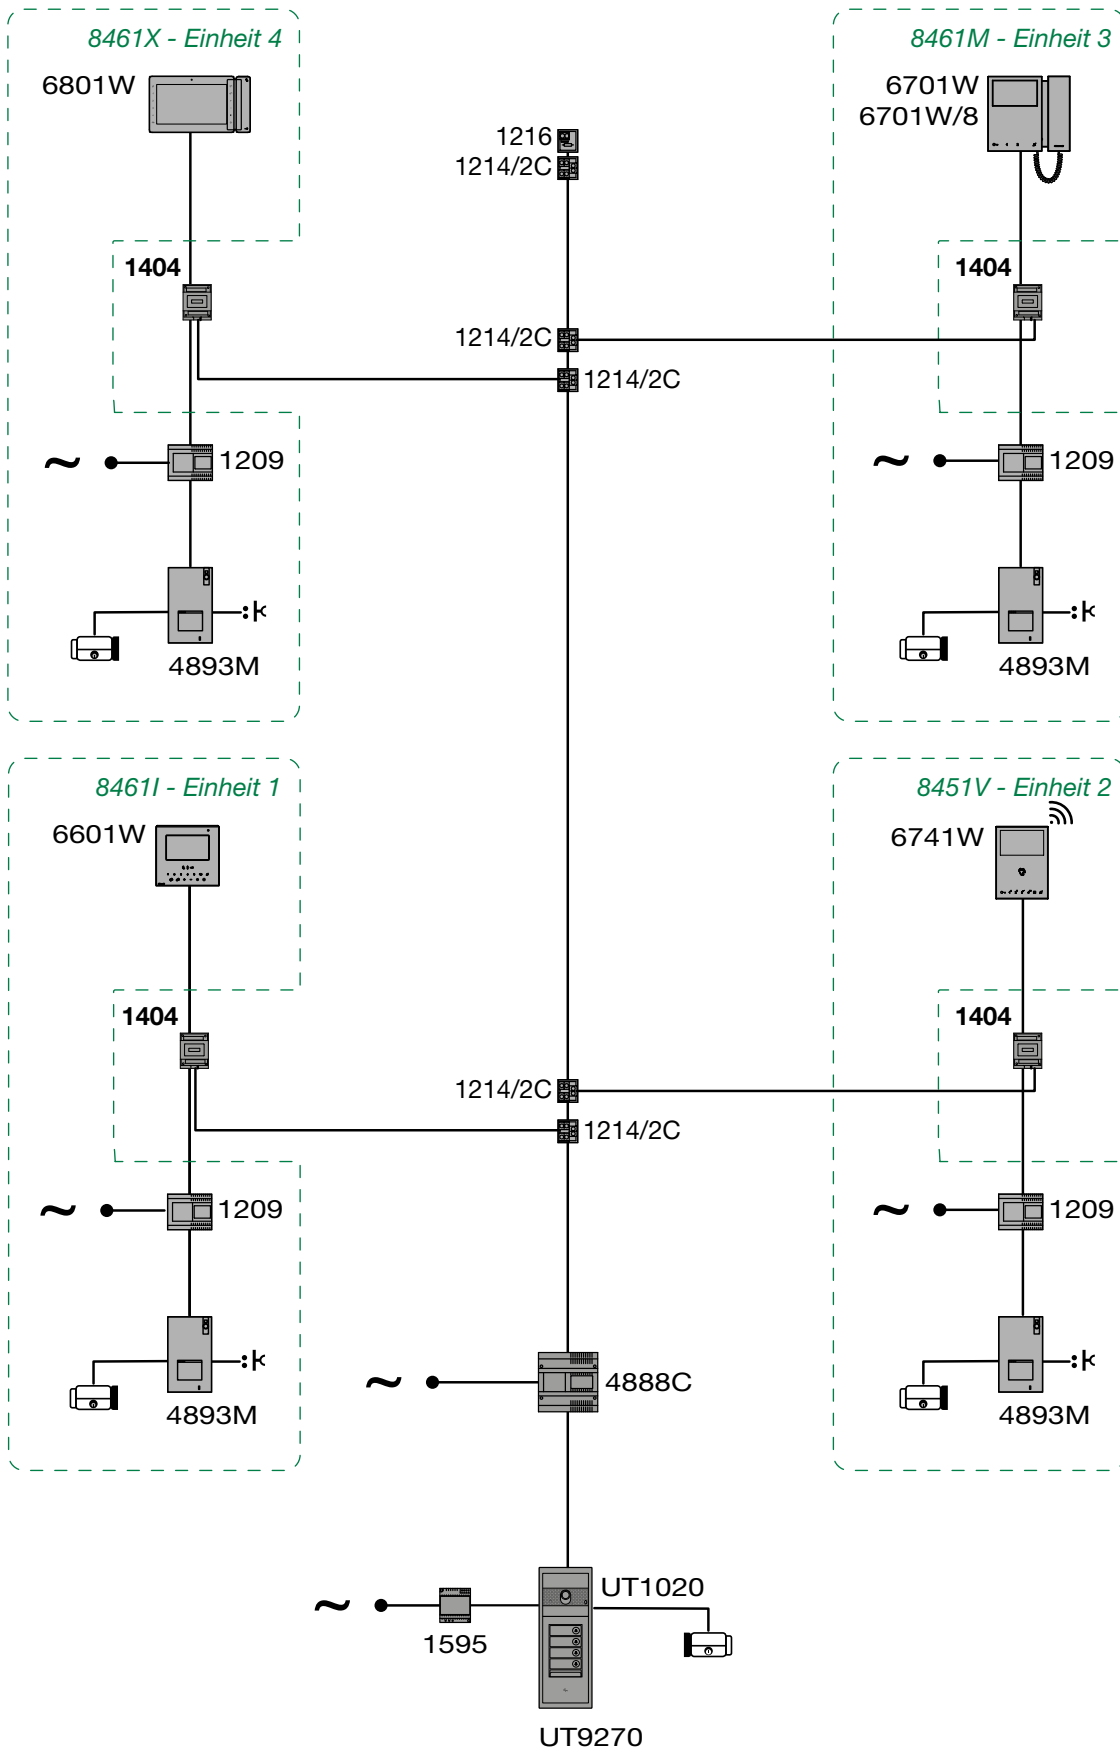 8461X - Einheit 4
6801W
1404
1209
4893M
1216
1214/2C
1214/2C
1214/2C
8461M - Einheit 3
6701W
6701W/8
1404
1209
4893M
8461I - Einheit 1
6601W
1404
1209
4893M
1214/2C
1214/2C
8451V - Einheit 2
6741W
1404
1209
4893M
4888C
UT1020
1595
UT9270